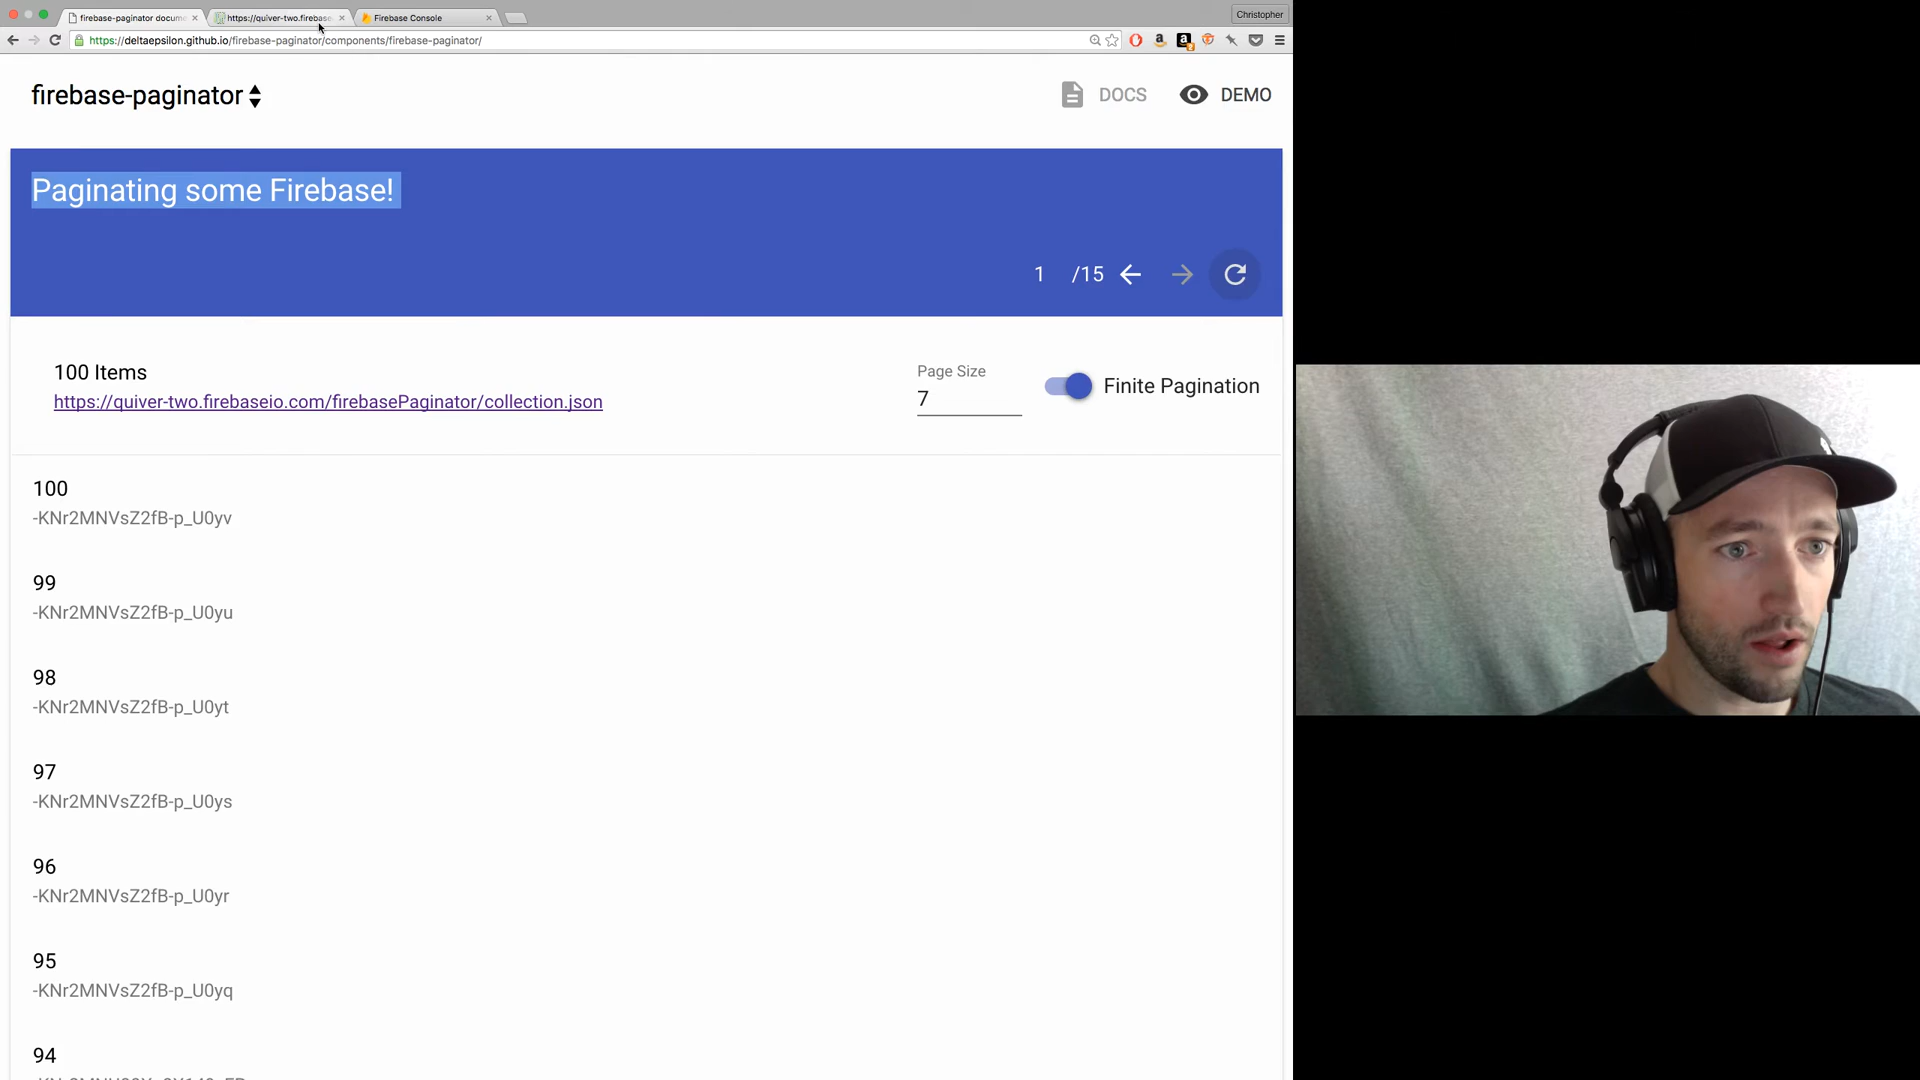 firebase-paginator docume
https://quiver-two.firebase
Firebase Console
Christopher
https://deltaepsilon.github.io/firebase-paginator/components/firebase-paginator/
firebase-paginator
DOCS
DEMO
Paginating some Firebase!
1 /15
100 Items
https://quiver-two.firebaseio.com/firebasePaginator/collection.json
Page Size
7
Finite Pagination
100
-KNr2MNVsZ2fB-p_U0yv
99
-KNr2MNVsZ2fB-p_U0yu
98
-KNr2MNVsZ2fB-p_U0yt
97
-KNr2MNVsZ2fB-p_U0ys
96
-KNr2MNVsZ2fB-p_U0yr
95
-KNr2MNVsZ2fB-p_U0yq
94